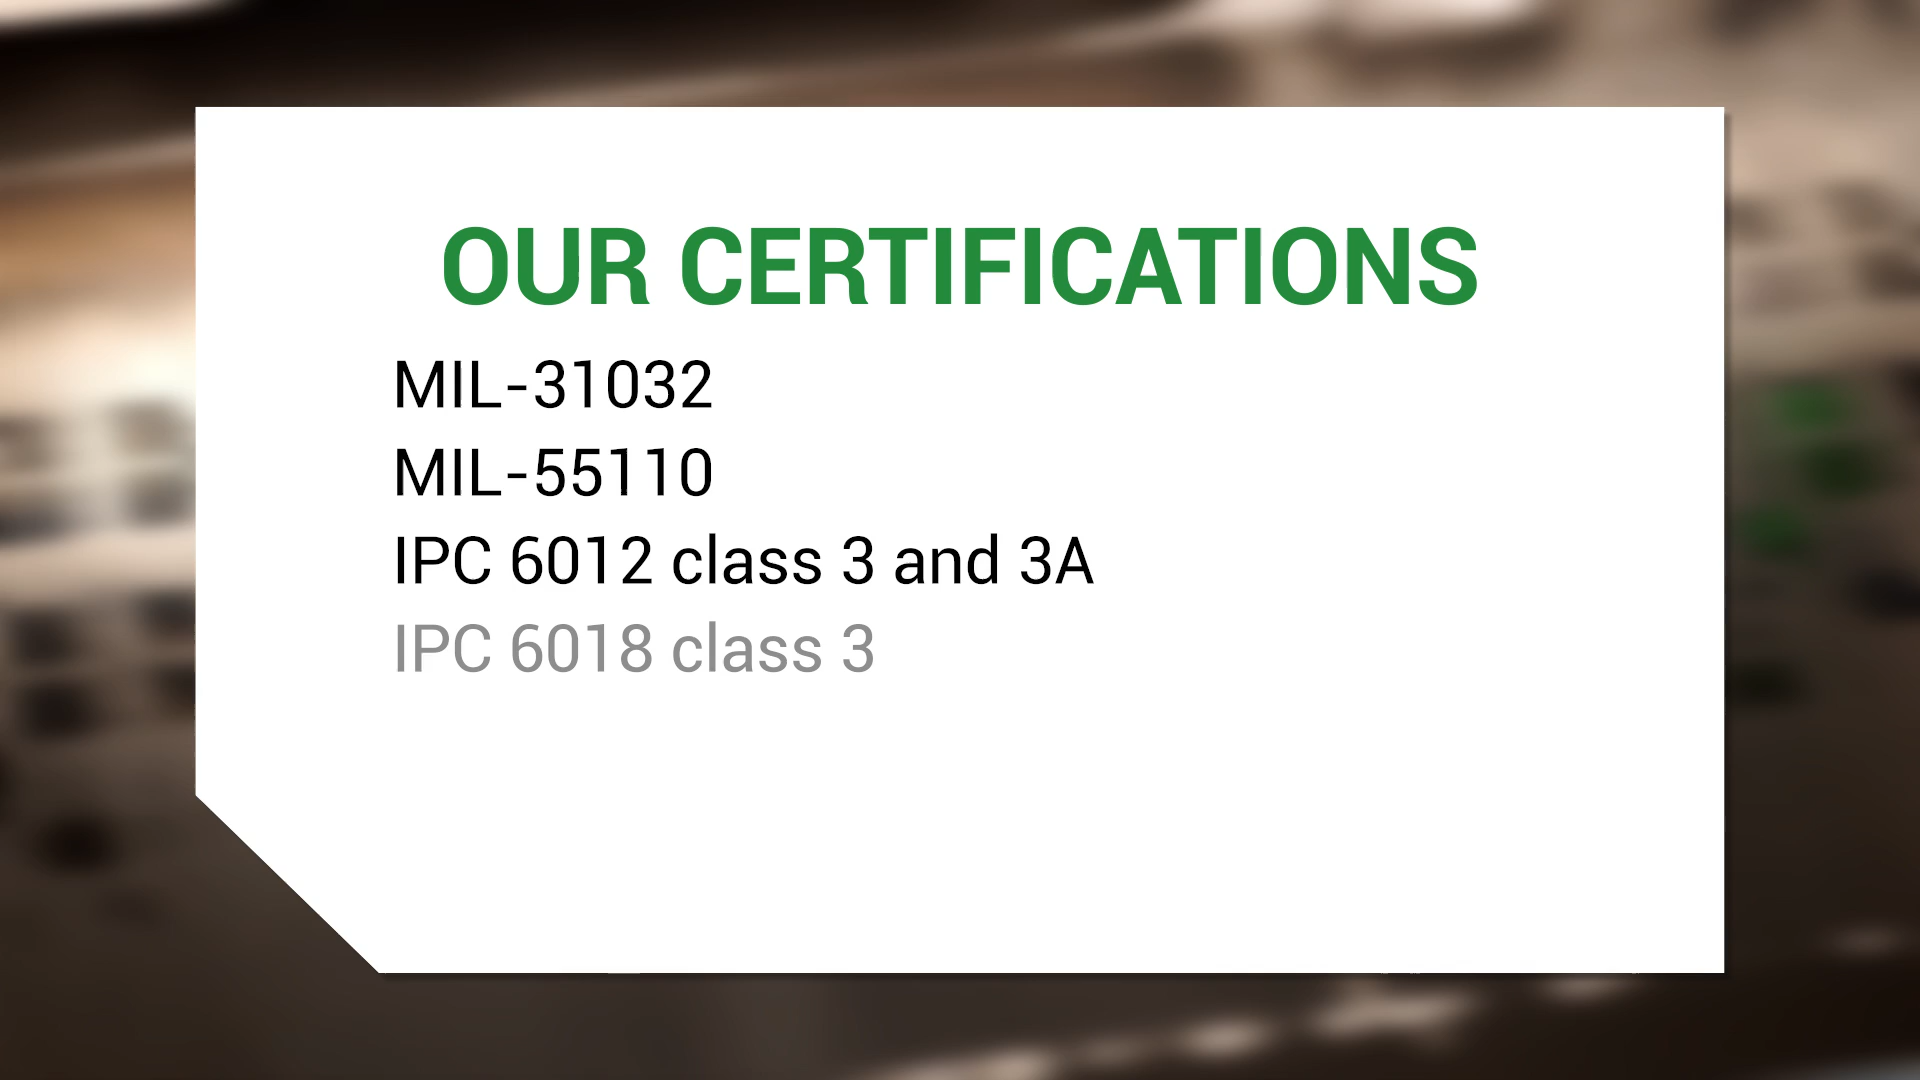 OUR CERTIFICATIONS
MIL-31032
MIL-55110
IPC 6012 class 3 and 3A
IPC 6018 class 3